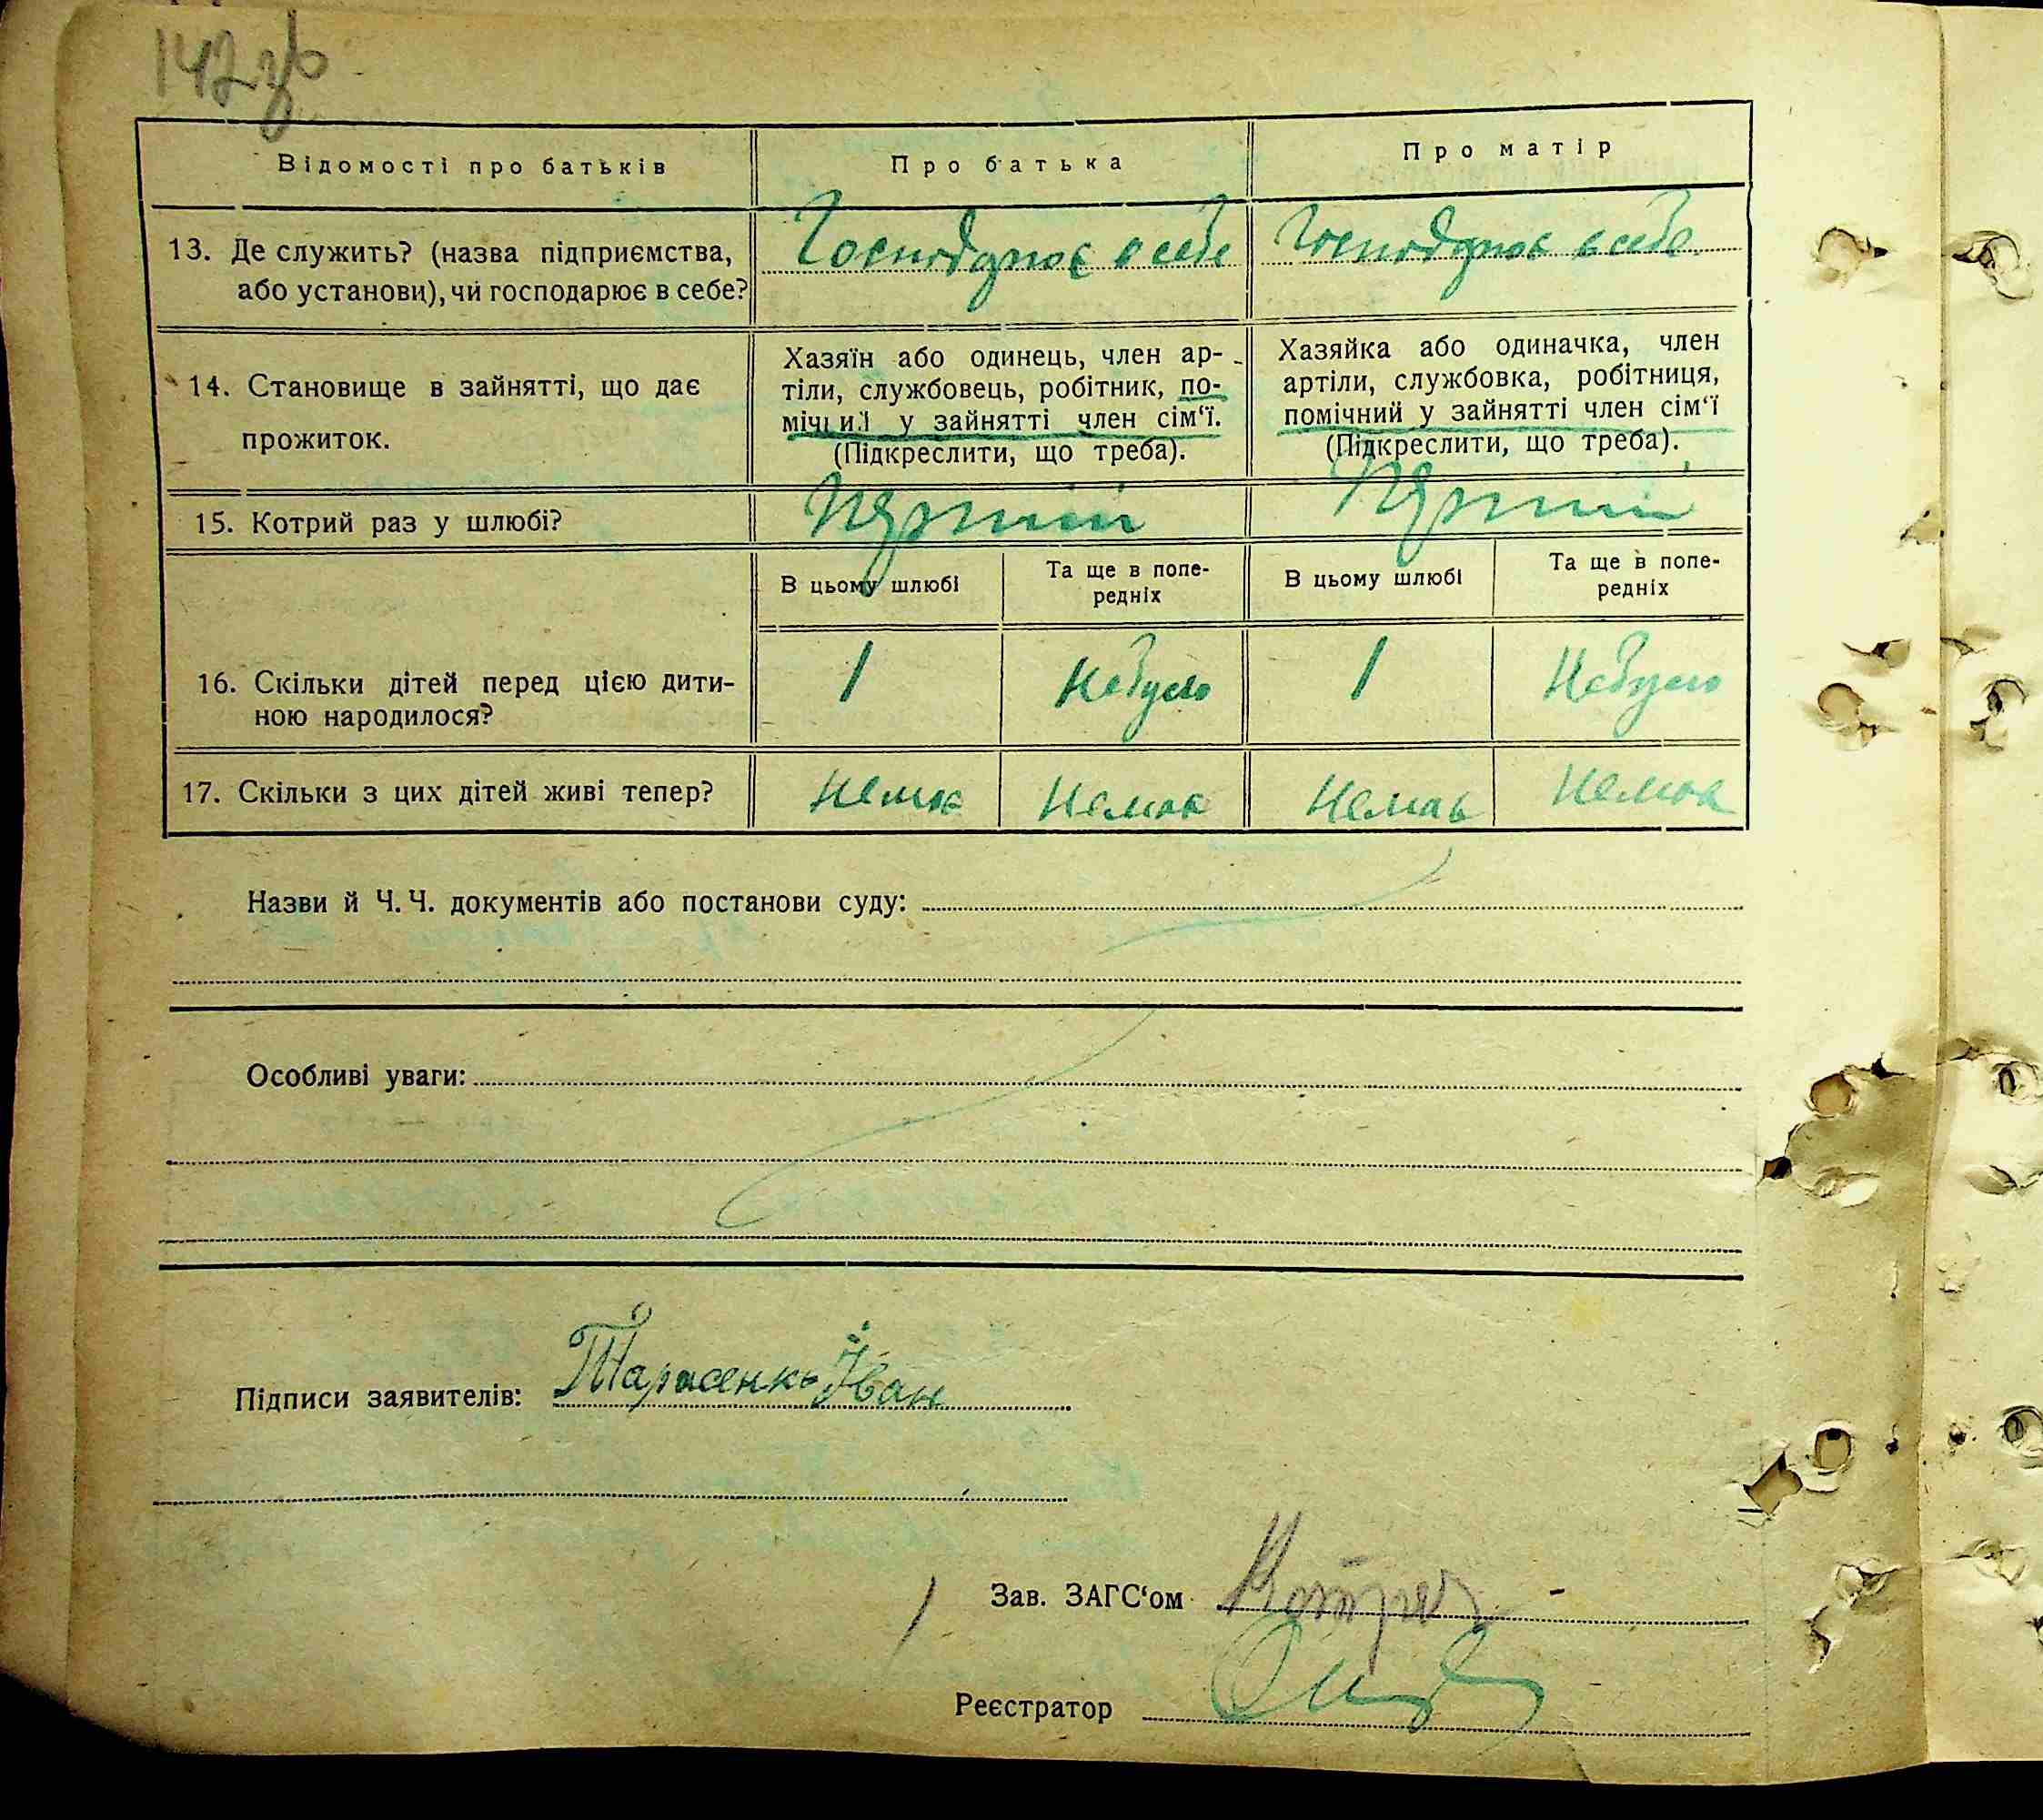 142зв
Відомості про батьків
Про батька
Про матір
13. Де служить? (назва підприємства,
або установи), чи господарює в себе?
Господарює в себе
Господарює в себе
14. Становище в зайнятті, що дає
прожиток.
Хазяїн або одинець, член ар-
тіли, службовець, робітник, по-
мічний у зайнятті член сім‘ї.
(Підкреслити, що треба).
Хазяйка або одиначка, член
артіли, службовка, робітниця,
помічний у зайнятті член сім‘ї
(Підкреслити, що треба).
15. Котрий раз у шлюбі?
В цьому шлюбі
Та ще в попе-
редніх
В цьому шлюбі
Та ще в попе-
редніх
16. Скільки дітей перед цією дити-
ною народилося?
1
Небуло
1
Небуло
17. Скільки з цих дітей живі тепер?
Немає
Немає
Немає
Немає
Назви й Ч. Ч. документів або постанови суду:
Особливі уваги:
Підписи заявителів: Тарасенко Іван
Зав. ЗАГС‘ом
Реєстратор